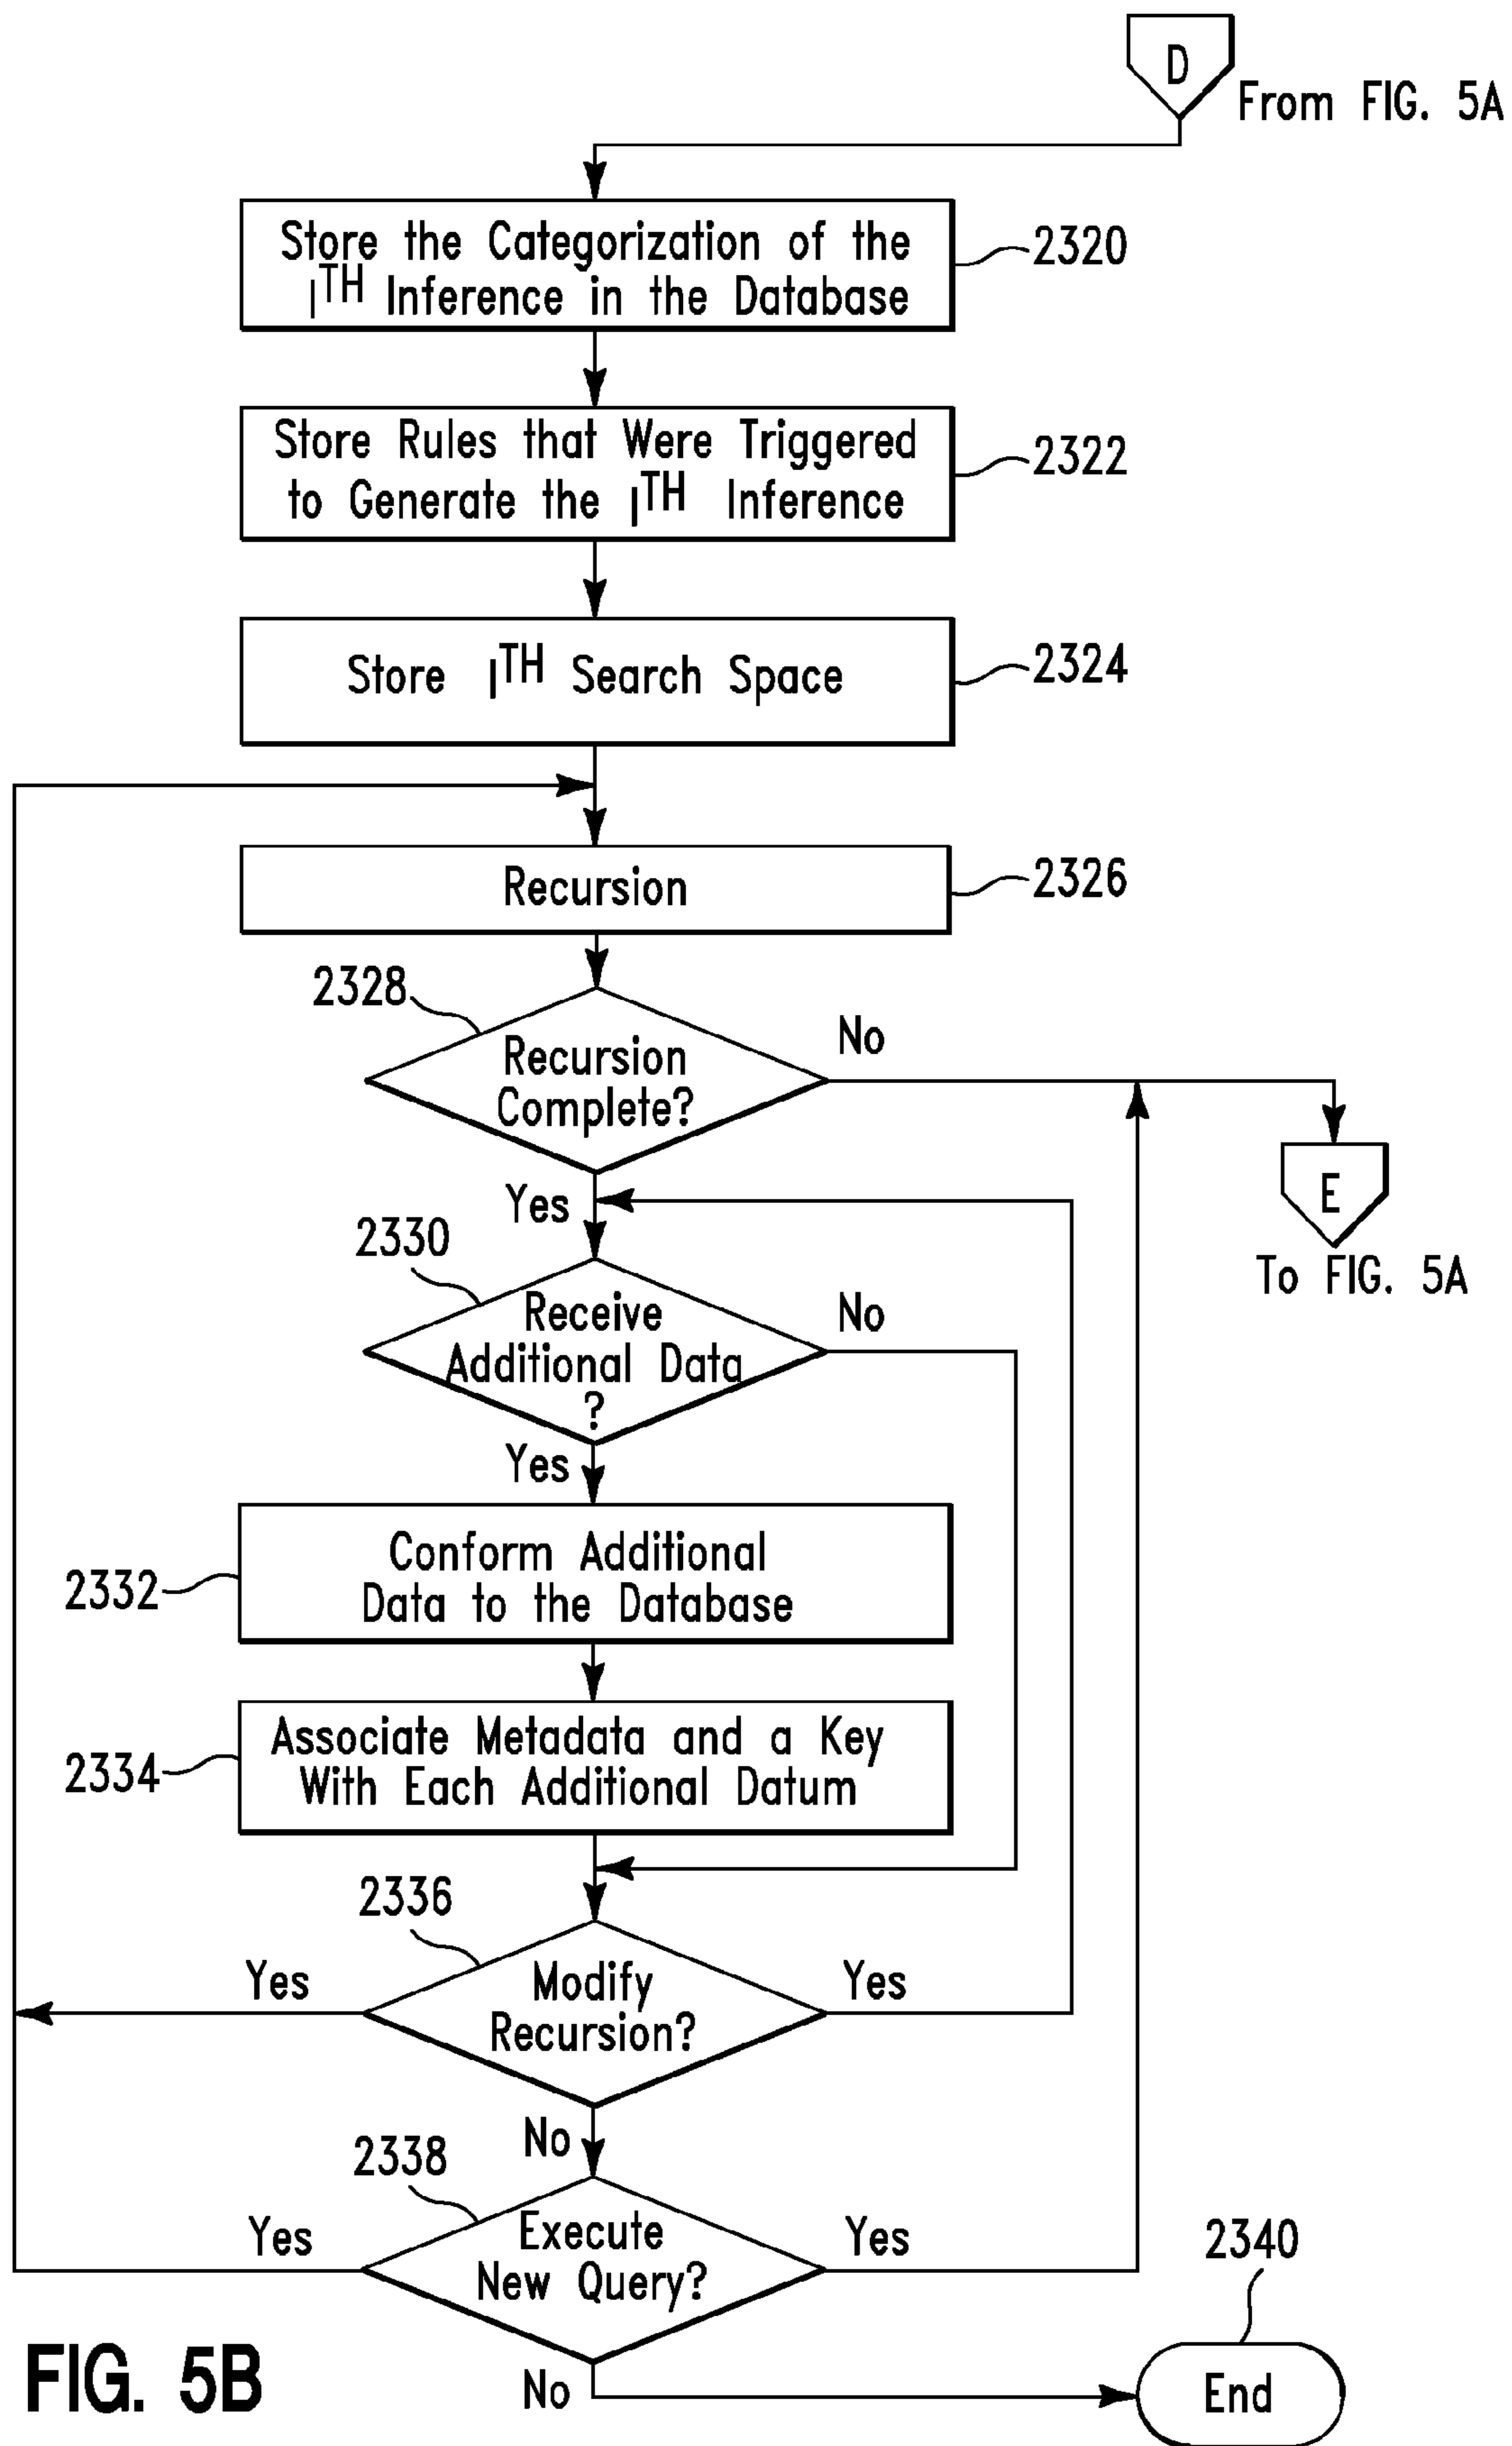 D
From FIG. 5A
Store the Categorization of the
I^TH Inference in the Database
2320
Store Rules that Were Triggered
to Generate the I^TH Inference
2322
Store I^TH Search Space
2324
Recursion
2326
2328
Recursion
Complete?
No
E
To FIG. 5A
Yes
2330
Receive
Additional Data
?
No
Yes
Conform Additional
Data to the Database
2332
Associate Metadata and a Key
With Each Additional Datum
2334
2336
Modify
Recursion?
Yes
Yes
No
2338
Execute
New Query?
Yes
Yes
No
2340
End
FIG. 5B